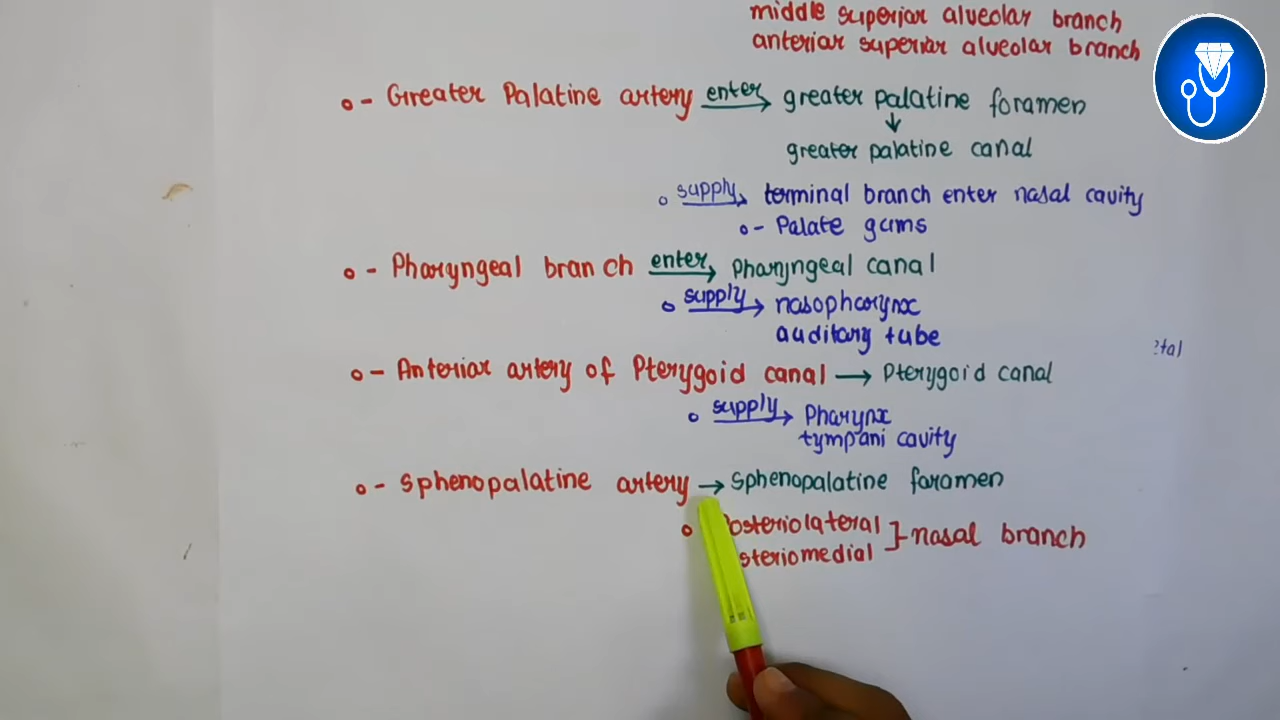 middle superior alveolar branch
anterior superior alveolar branch
o- Greater Palatine artery enter→ greater palatine foramen
↓
greater palatine canal
o supply→ terminal branch enter nasal cavity
o- Palate gums
o- Pharyngeal branch enter→ Pharyngeal canal
o supply→ nasopharynx
auditory tube
o- Anterior artery of Pterygoid canal → Pterygoid canal
o supply→ Pharynx
tympani cavity
o- Sphenopalatine artery → Sphenopalatine foramen
o osteriolateral } nasal branch
steriomedial